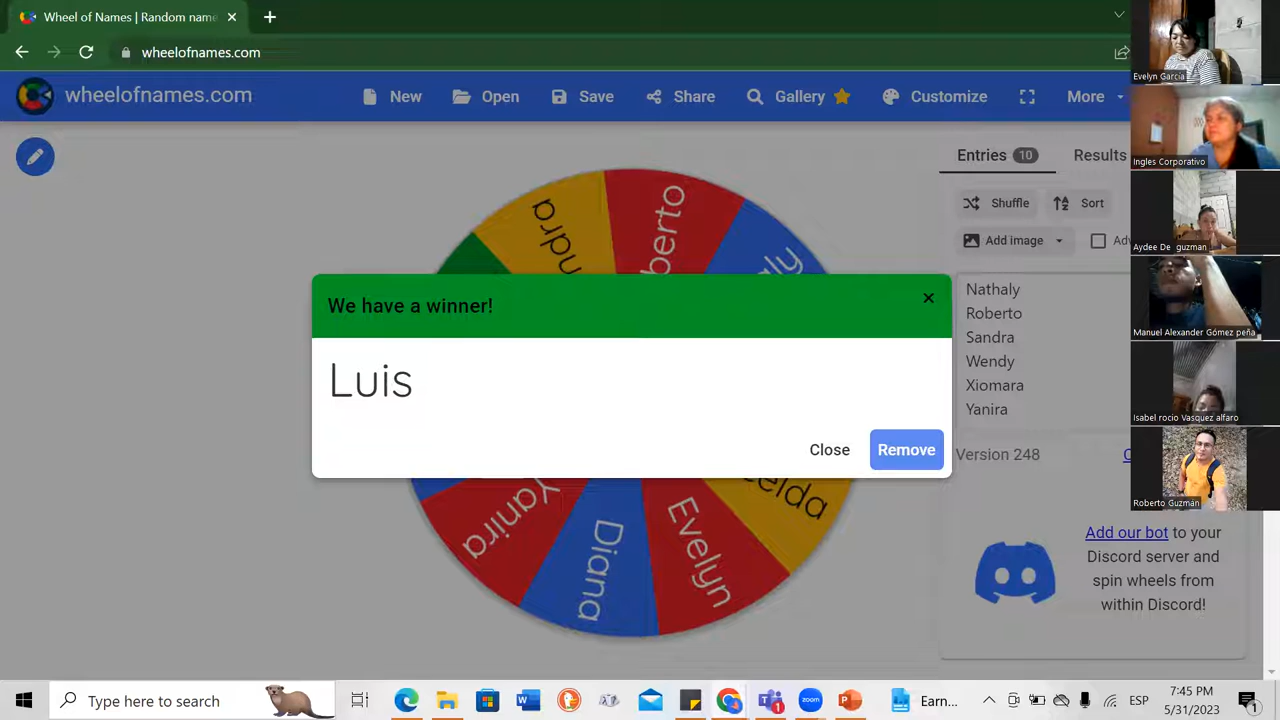 Wheel of Names | Random name
wheelofnames.com
wheelofnames.com
New
Open
Save
Share
Gallery
Customize
More
Entries 10
Results
Shuffle
Sort
Add image
Nathaly
Roberto
Sandra
Wendy
Xiomara
Yanira
Version 248
Add our bot to your
Discord server and
spin wheels from
within Discord!
We have a winner!
Luis
Close
Remove
Yanira
Diana
Evelyn
Evelyn García
Ingles Corporativo
Aydee De guzman
Manuel Alexander Gómez peña
Isabel rocio Vasquez alfaro
Roberto Guzmán
Type here to search
Earn...
ESP
7:45 PM
5/31/2023